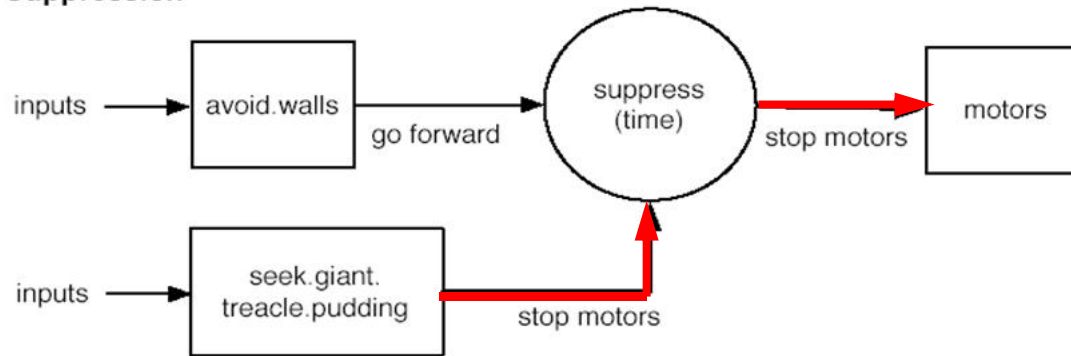 inputs
avoid.walls
go forward
suppress
(time)
stop motors
motors
inputs
seek.giant.
treacle.pudding
stop motors